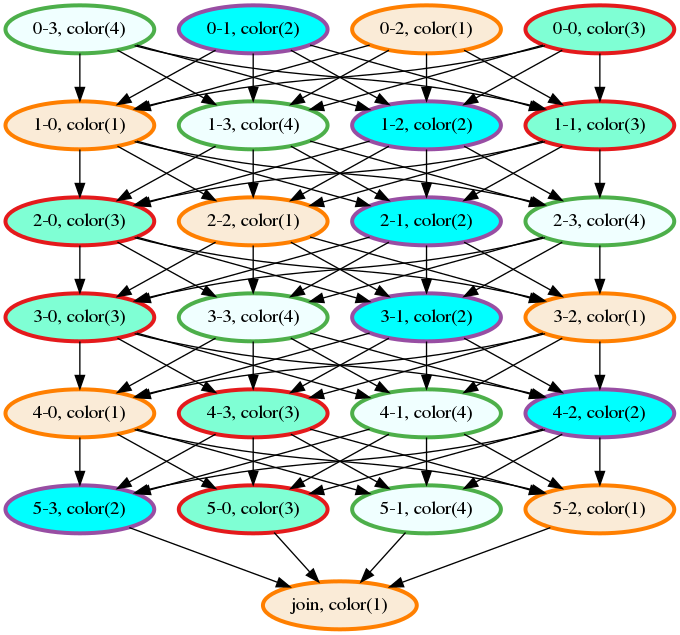 0-3, color(4)
0-1, color(2)
0-2, color(1)
0-0, color(3)
1-0, color(1)
1-3, color(4)
1-2, color(2)
1-1, color(3)
2-0, color(3)
2-2, color(1)
2-1, color(2)
2-3, color(4)
3-0, color(3)
3-3, color(4)
3-1, color(2)
3-2, color(1)
4-0, color(1)
4-3, color(3)
4-1, color(4)
4-2, color(2)
5-3, color(2)
5-0, color(3)
5-1, color(4)
5-2, color(1)
join, color(1)